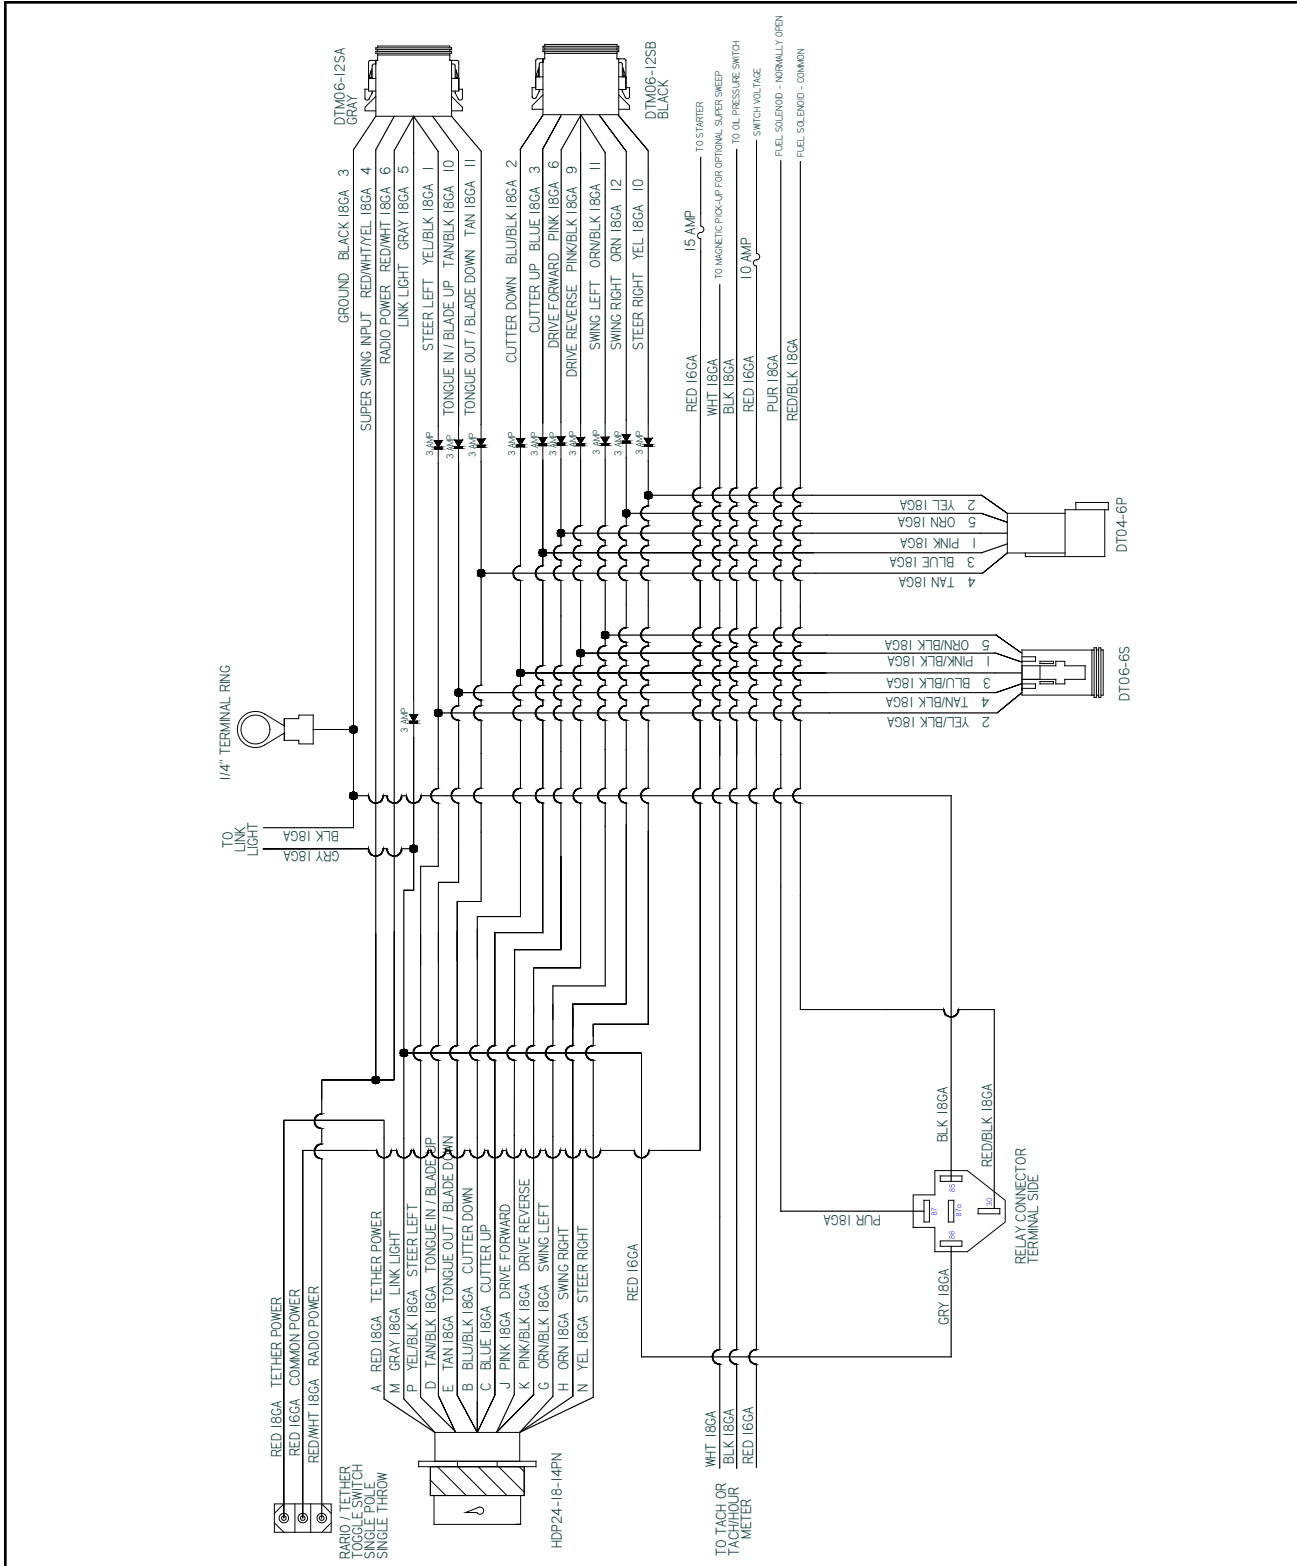 DTM06-12SA
GRAY
DTM06-12SB
BLACK
GROUND BLACK 18GA 3
SUPER SWING INPUT RED/WHT/YEL 18GA 4
RADIO POWER RED/WHT 18GA 6
LINK LIGHT GRAY 18GA 5
STEER LEFT YEL/BLK 18GA 1
TONGUE IN / BLADE UP TAN/BLK 18GA 10
TONGUE OUT / BLADE DOWN TAN 18GA 11
CUTTER DOWN BLU/BLK 18GA 2
CUTTER UP BLUE 18GA 3
DRIVE FORWARD PINK 18GA 6
DRIVE REVERSE PINK/BLK 18GA 9
SWING LEFT ORN/BLK 18GA 11
SWING RIGHT ORN 18GA 12
STEER RIGHT YEL 18GA 10
TO STARTER
TO MAGNETIC PICK-UP FOR OPTIONAL SUPER SWEEP
TO OIL PRESSURE SWITCH
SWITCH VOLTAGE
FUEL SOLENOID - NORMALLY OPEN
FUEL SOLENOID - COMMON
15 AMP
10 AMP
RED 16GA
WHT 18GA
BLK 18GA
RED 16GA
PUR 18GA
RED/BLK 18GA
3 AMP
3 AMP
3 AMP
3 AMP
3 AMP
3 AMP
3 AMP
2 YEL 18GA
5 ORN 18GA
1 PINK 18GA
3 BLUE 18GA
4 TAN 18GA
DT04-6P
5 ORN/BLK 18GA
1 PINK/BLK 18GA
3 BLU/BLK 18GA
4 TAN/BLK 18GA
2 YEL/BLK 18GA
DT06-6S
1/4" TERMINAL RING
3 AMP
TO
LINK
LIGHT
BLK 18GA
GRY 18GA
BLK 18GA
RED/BLK 18GA
PUR 18GA
GRY 18GA
85
87
87a
30
86
RELAY CONNECTOR
TERMINAL SIDE
RED 16GA
RED 18GA TETHER POWER
RED 16GA COMMON POWER
RED/WHT 18GA RADIO POWER
A RED 18GA TETHER POWER
M GRAY 18GA LINK LIGHT
P YEL/BLK 18GA STEER LEFT
D TAN/BLK 18GA TONGUE IN / BLADE UP
E TAN 18GA TONGUE OUT / BLADE DOWN
B BLU/BLK 18GA CUTTER DOWN
C BLUE 18GA CUTTER UP
J PINK 18GA DRIVE FORWARD
K PINK/BLK 18GA DRIVE REVERSE
G ORN/BLK 18GA SWING LEFT
H ORN 18GA SWING RIGHT
N YEL 18GA STEER RIGHT
RARIO / TETHER
TOGGLE SWITCH
SINGLE POLE
SINGLE THROW
HDP24-18-14PN
WHT 18GA
BLK 18GA
RED 16GA
TO TACH OR
TACH/HOUR
METER